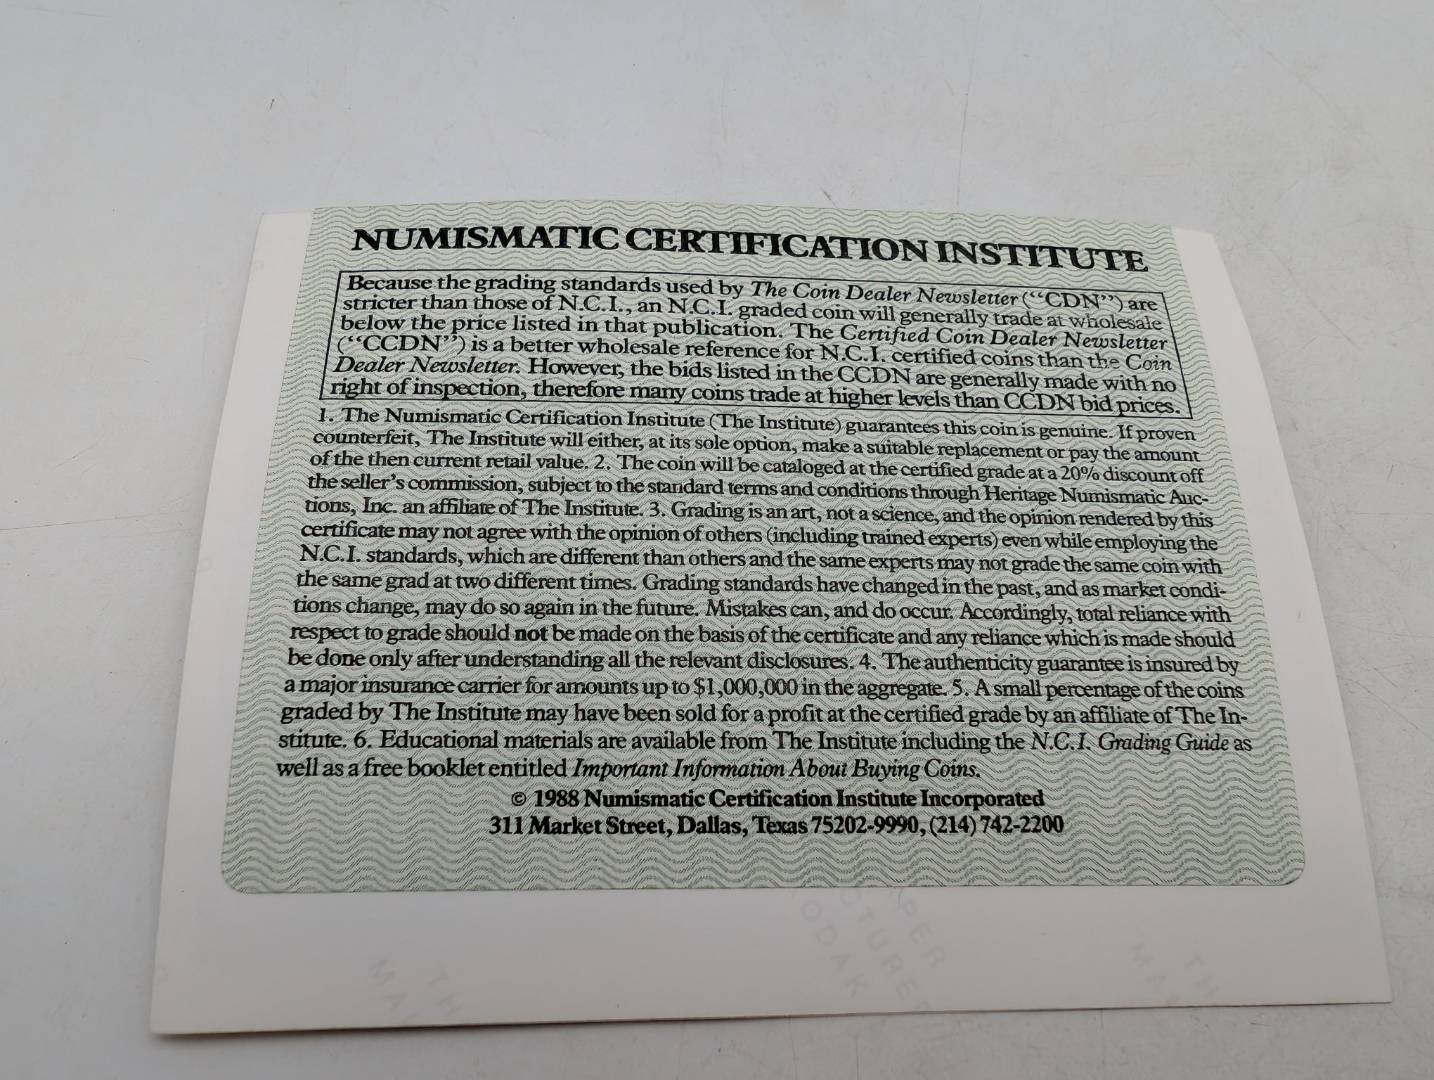 NUMISMATIC CERTIFICATION INSTITUTE
Because the grading standards used by The Coin Dealer Newsletter (“CDN”) are
stricter than those of N.C.I., an N.C.I. graded coin will generally trade at wholesale
below the price listed in that publication. The Certified Coin Dealer Newsletter
(“CCDN”) is a better wholesale reference for N.C.I. certified coins than the Coin
Dealer Newsletter. However, the bids listed in the CCDN are generally made with no
right of inspection, therefore many coins trade at higher levels than CCDN bid prices.
1. The Numismatic Certification Institute (The Institute) guarantees this coin is genuine. If proven
counterfeit, The Institute will either, at its sole option, make a suitable replacement or pay the amount
of the then current retail value. 2. The coin will be cataloged at the certified grade at a 20% discount off
the seller’s commission, subject to the standard terms and conditions through Heritage Numismatic Auc-
tions, Inc. an affiliate of The Institute. 3. Grading is an art, not a science, and the opinion rendered by this
certificate may not agree with the opinion of others (including trained experts) even while employing the
N.C.I. standards, which are different than others and the same experts may not grade the same coin with
the same grad at two different times. Grading standards have changed in the past, and as market condi-
tions change, may do so again in the future. Mistakes can, and do occur. Accordingly, total reliance with
respect to grade should not be made on the basis of the certificate and any reliance which is made should
be done only after understanding all the relevant disclosures. 4. The authenticity guarantee is insured by
a major insurance carrier for amounts up to $1,000,000 in the aggregate. 5. A small percentage of the coins
graded by The Institute may have been sold for a profit at the certified grade by an affiliate of The In-
stitute. 6. Educational materials are available from The Institute including the N.C.I. Grading Guide as
well as a free booklet entitled Important Information About Buying Coins.
© 1988 Numismatic Certification Institute Incorporated
311 Market Street, Dallas, Texas 75202-9990, (214) 742-2200